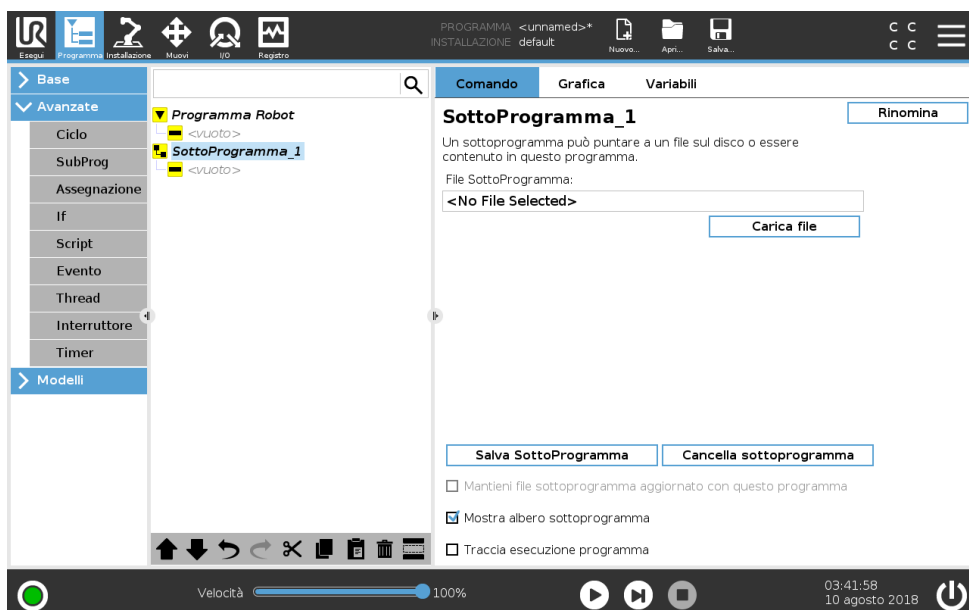 UR
Esegui
Programma
Installazione
Muovi
I/O
Registro
PROGRAMMA <unnamed>*
INSTALLAZIONE default
Nuovo...
Apri...
Salva...
C C
C C
Base
Avanzate
Ciclo
SubProg
Assegnazione
If
Script
Evento
Thread
Interruttore
Timer
Modelli
Programma Robot
<vuoto>
SottoProgramma_1
<vuoto>
Comando
Grafica
Variabili
SottoProgramma_1
Rinomina
Un sottoprogramma può puntare a un file sul disco o essere
contenuto in questo programma.
File SottoProgramma:
<No File Selected>
Carica file
Salva SottoProgramma
Cancella sottoprogramma
Mantieni file sottoprogramma aggiornato con questo programma
Mostra albero sottoprogramma
Traccia esecuzione programma
Velocità
100%
03:41:58
10 agosto 2018